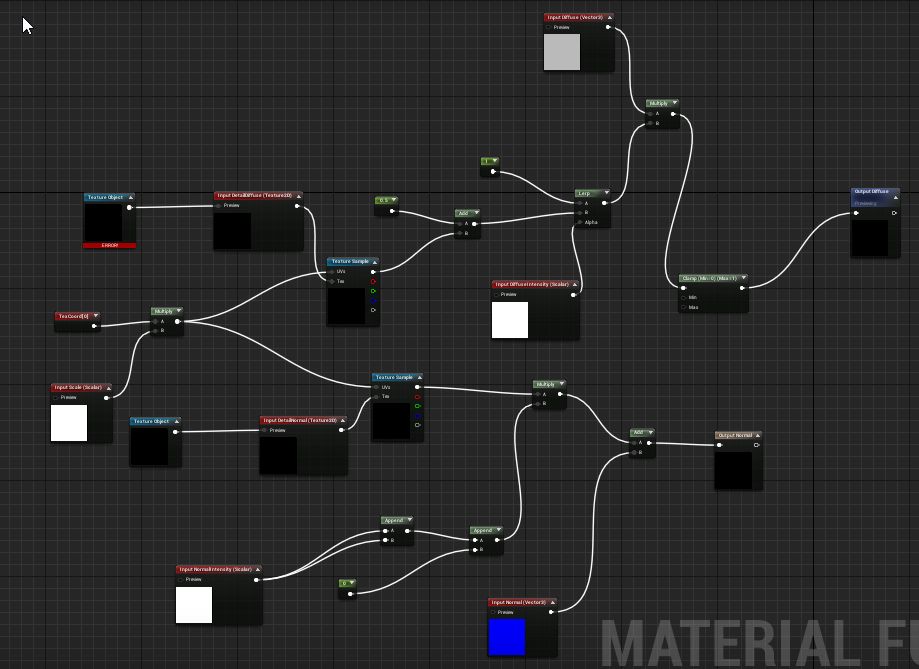 Input Diffuse (Vector3)
Preview
Multiply
A
B
1
Lerp
A
B
Alpha
Output Diffuse
Previewing
Texture Object
ERROR!
Input DetailDiffuse (Texture2D)
Preview
0.5
Add
A
B
Texture Sample
UVs
Tex
Input DiffuseIntensity (Scalar)
Preview
Clamp (Min=0) (Max=1)
Min
Max
TexCoord[0]
Multiply
A
B
Input Scale (Scalar)
Preview
Texture Sample
UVs
Tex
Multiply
A
B
Texture Object
Input DetailNormal (Texture2D)
Preview
Add
A
B
Output Normal
Append
A
B
Append
A
B
Input NormalIntensity (Scalar)
Preview
0
Input Normal (Vector3)
Preview
MATERIAL